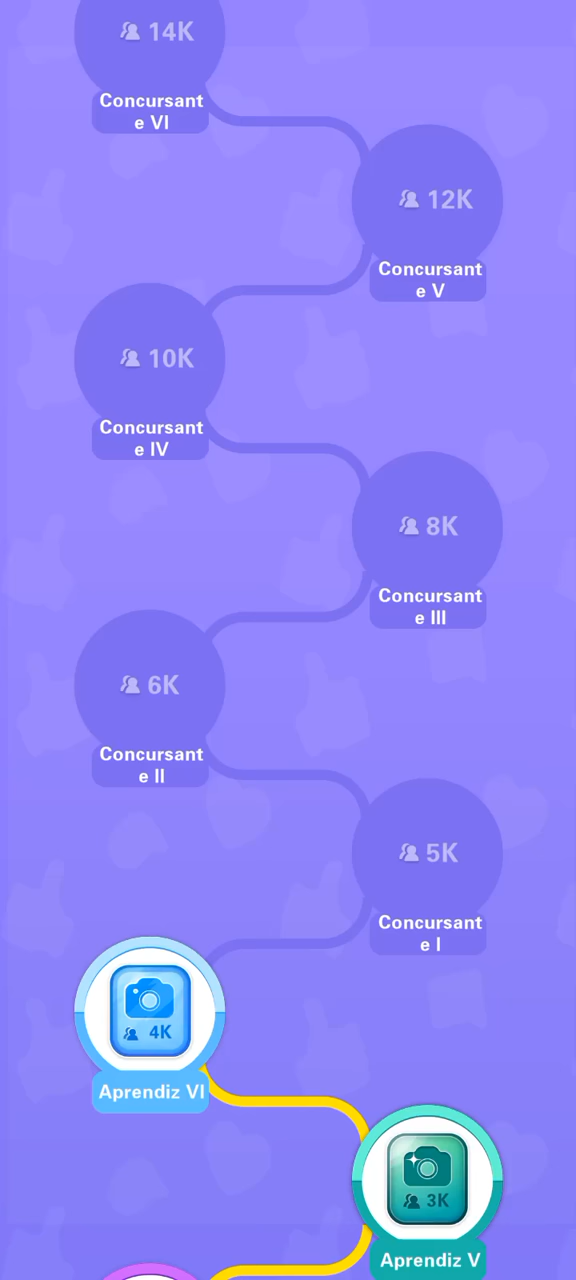 14K
Concursant
e VI
12K
Concursant
e V
10K
Concursant
e IV
8K
Concursant
e III
6K
Concursant
e II
5K
Concursant
e I
4K
Aprendiz VI
3K
Aprendiz V